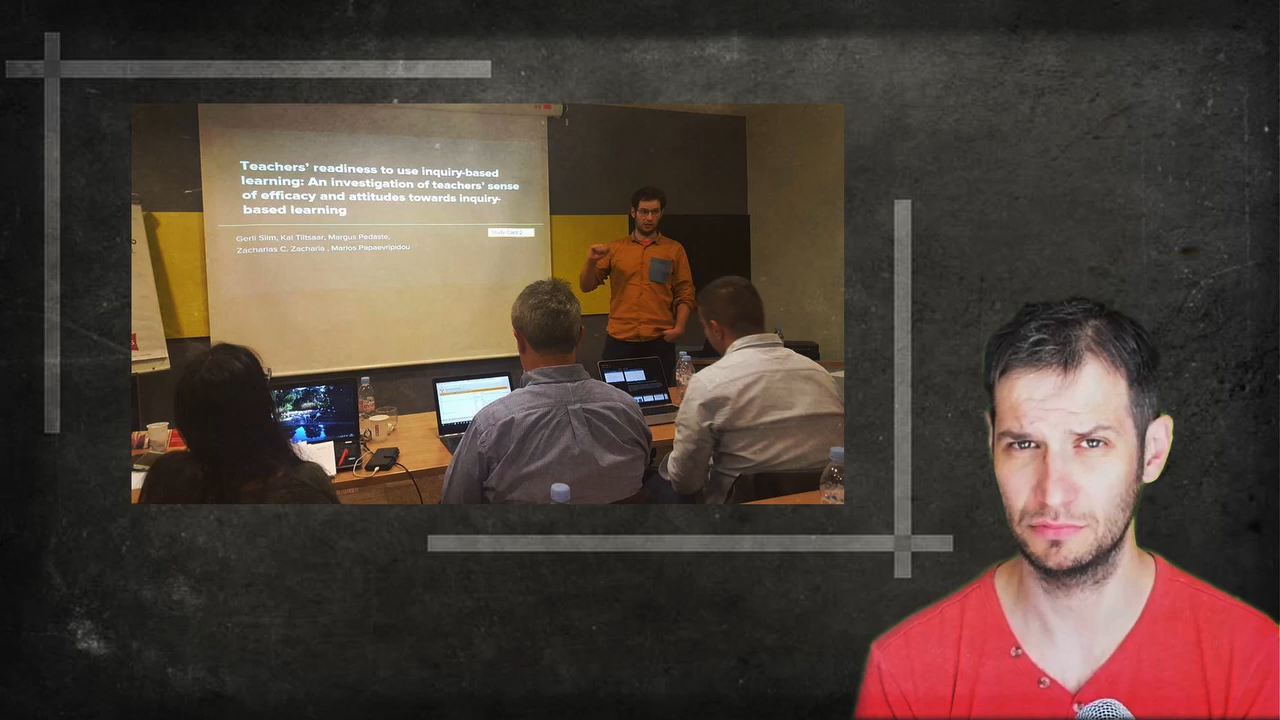 Teachers' readiness to use inquiry-based
learning: An investigation of teachers' sense
of efficacy and attitudes towards inquiry-
based learning
Gerli Silm, Kai Tiitsaar, Margus Pedaste,
Zacharias C. Zacharia , Marios Papaevripidou